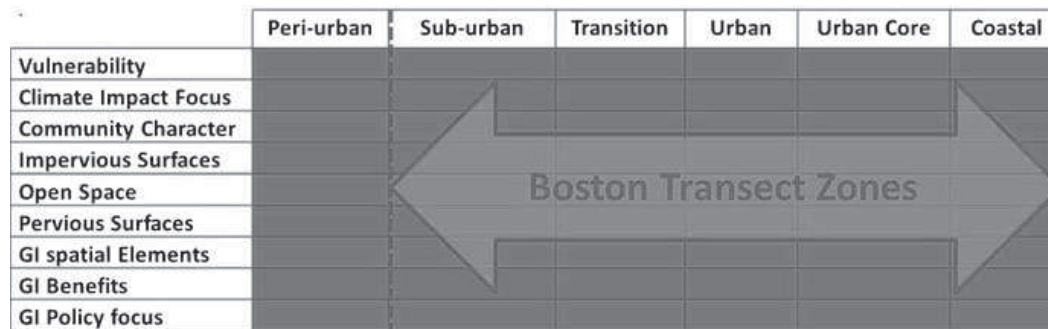 Peri-urban Sub-urban Transition Urban Urban Core Coastal
Vulnerability
Climate Impact Focus
Community Character
Impervious Surfaces
Open Space
Boston Transect Zones
Pervious Surfaces
GI spatial Elements
GI Benefits
GI Policy focus